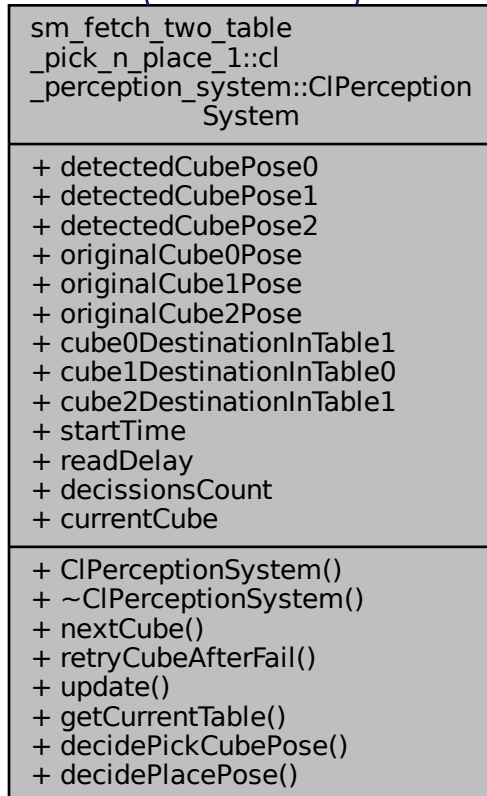 sm_fetch_two_table
_pick_n_place_1::cl
_perception_system::ClPerception
System
+ detectedCubePose0
+ detectedCubePose1
+ detectedCubePose2
+ originalCube0Pose
+ originalCube1Pose
+ originalCube2Pose
+ cube0DestinationInTable1
+ cube1DestinationInTable0
+ cube2DestinationInTable1
+ startTime
+ readDelay
+ decissionsCount
+ currentCube
+ ClPerceptionSystem()
+ ~ClPerceptionSystem()
+ nextCube()
+ retryCubeAfterFail()
+ update()
+ getCurrentTable()
+ decidePickCubePose()
+ decidePlacePose()